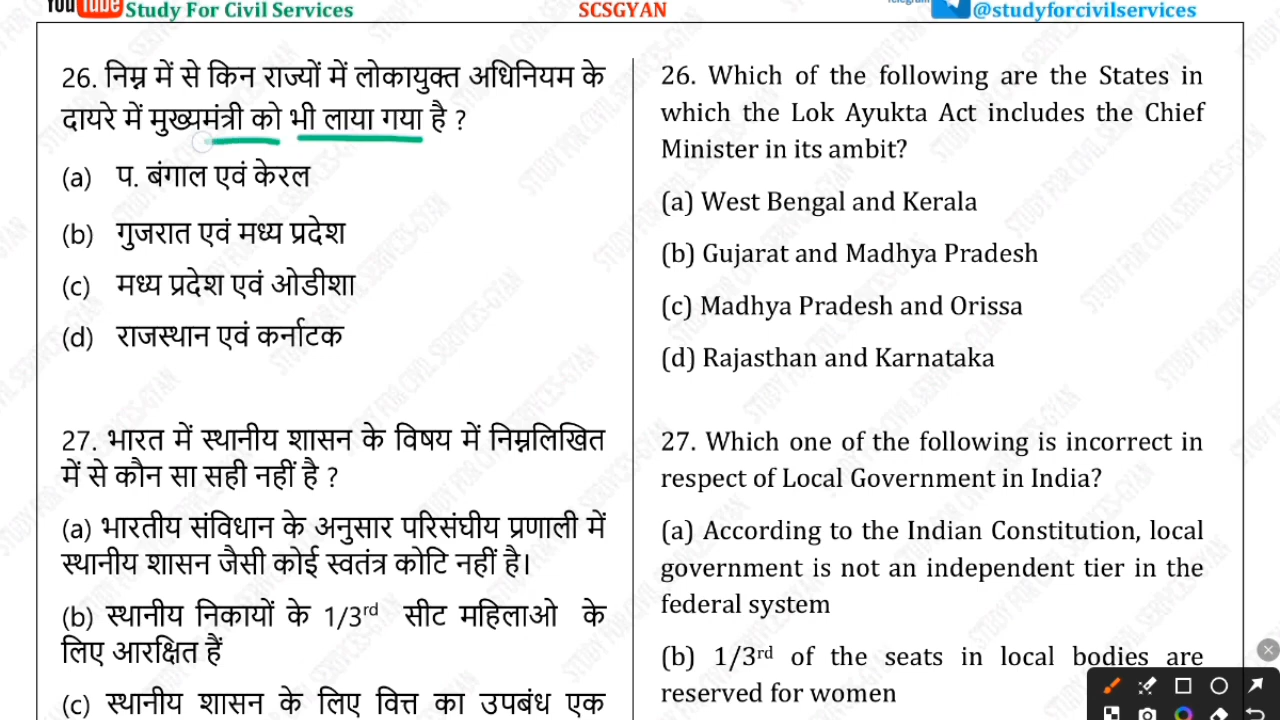 YouTube Study For Civil Services
SCSGYAN
Telegram @studyforcivilservices
26. निम्न में से किन राज्यों में लोकायुक्त अधिनियम के
दायरे में मुख्यमंत्री को भी लाया गया है ?
(a) प. बंगाल एवं केरल
(b) गुजरात एवं मध्य प्रदेश
(c) मध्य प्रदेश एवं ओडीशा
(d) राजस्थान एवं कर्नाटक
27. भारत में स्थानीय शासन के विषय में निम्नलिखित
में से कौन सा सही नहीं है ?
(a) भारतीय संविधान के अनुसार परिसंघीय प्रणाली में
स्थानीय शासन जैसी कोई स्वतंत्र कोटि नहीं है।
(b) स्थानीय निकायों के 1/3rd सीट महिलाओ के
लिए आरक्षित हैं
(c) स्थानीय शासन के लिए वित्त का उपबंध एक
26. Which of the following are the States in
which the Lok Ayukta Act includes the Chief
Minister in its ambit?
(a) West Bengal and Kerala
(b) Gujarat and Madhya Pradesh
(c) Madhya Pradesh and Orissa
(d) Rajasthan and Karnataka
27. Which one of the following is incorrect in
respect of Local Government in India?
(a) According to the Indian Constitution, local
government is not an independent tier in the
federal system
(b) 1/3rd of the seats in local bodies are
reserved for women